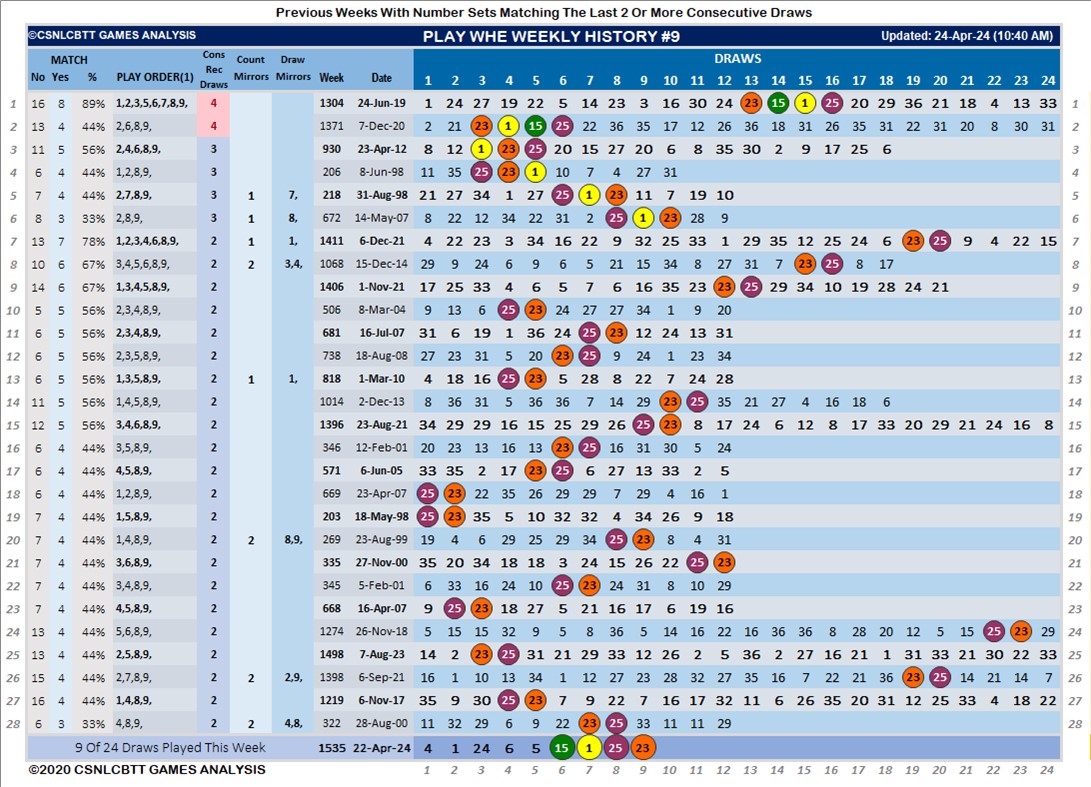 Previous Weeks With Number Sets Matching The Last 2 Or More Consecutive Draws
©CSNLCBTT GAMES ANALYSIS PLAY WHE WEEKLY HISTORY #9 Updated: 24-Apr-24 (10:40 AM)
MATCH Cons Rec Draws Count Mirrors Draw Mirrors DRAWS
No Yes % PLAY ORDER(1) Week Date 1 2 3 4 5 6 7 8 9 10 11 12 13 14 15 16 17 18 19 20 21 22 23 24
1 16 8 89% 1,2,3,5,6,7,8,9, 4 1304 24-Jun-19 1 24 27 19 22 5 14 23 3 16 30 24 23 15 1 25 20 29 36 21 18 4 13 33 1
2 13 4 44% 2,6,8,9, 4 1371 7-Dec-20 2 21 23 1 15 25 22 36 35 17 12 26 36 18 31 26 35 31 22 31 20 8 30 31 2
3 11 5 56% 2,4,6,8,9, 3 930 23-Apr-12 8 12 1 23 25 20 15 27 20 6 8 35 30 2 9 17 25 6 3
4 6 4 44% 1,2,8,9, 3 206 8-Jun-98 11 35 25 23 1 10 7 4 27 31 4
5 7 4 44% 2,7,8,9, 3 1 7, 218 31-Aug-98 21 27 34 1 27 25 1 23 11 7 19 10 5
6 8 3 33% 2,8,9, 3 1 8, 672 14-May-07 8 22 12 34 22 31 2 25 1 23 28 9 6
7 13 7 78% 1,2,3,4,6,8,9, 2 1 1, 1411 6-Dec-21 4 22 23 3 34 16 22 9 32 25 33 1 29 35 12 25 24 6 23 25 9 4 22 15 7
8 10 6 67% 3,4,5,6,8,9, 2 2 3,4, 1068 15-Dec-14 29 9 24 6 9 6 5 21 15 34 8 27 31 7 23 25 8 17 8
9 14 6 67% 1,3,4,5,8,9, 2 1406 1-Nov-21 17 25 33 4 6 5 7 6 9 35 23 23 25 29 34 10 19 28 24 21 9
10 5 5 56% 2,3,4,8,9, 2 506 8-Mar-04 9 13 6 25 23 24 27 27 34 1 9 20 10
11 6 5 56% 2,3,4,8,9, 2 681 16-Jul-07 31 6 19 1 36 24 25 23 12 24 13 31 11
12 6 5 56% 2,3,5,8,9, 2 738 18-Aug-08 27 23 31 5 20 23 25 9 24 1 23 34 12
13 6 5 56% 1,3,5,8,9, 2 1 1, 818 1-Mar-10 4 18 16 25 23 5 28 8 22 7 24 28 13
14 11 5 56% 1,4,5,8,9, 2 1014 2-Dec-13 8 36 31 5 36 36 7 14 29 23 25 35 21 27 4 16 17 18 6 14
15 12 5 56% 3,4,6,8,9, 2 1396 23-Aug-21 34 29 29 16 15 25 29 26 25 23 8 17 24 6 12 8 17 33 20 29 21 24 16 8 15
16 6 4 44% 3,5,8,9, 2 346 12-Feb-01 20 23 13 16 13 23 25 16 31 30 5 24 16
17 6 4 44% 4,5,8,9, 2 571 6-Jun-05 33 35 2 17 23 25 6 27 13 33 2 5 17
18 6 4 44% 1,2,8,9, 2 669 23-Apr-07 25 23 22 35 26 29 29 7 29 4 16 1 18
19 7 4 44% 1,5,8,9, 2 203 18-May-98 25 23 35 5 10 32 32 4 34 26 9 18 19
20 7 4 44% 1,4,8,9, 2 2 8,9, 269 23-Aug-99 19 4 6 29 25 29 34 25 23 8 4 31 20
21 7 4 44% 3,6,8,9, 2 335 27-Nov-00 35 20 34 18 18 3 24 15 26 22 25 23 21
22 7 4 44% 3,4,8,9, 2 345 5-Feb-01 6 33 16 24 10 25 23 24 31 8 10 29 22
23 7 4 44% 4,5,8,9, 2 668 16-Apr-07 9 25 23 18 27 5 21 16 17 6 19 16 23
24 13 4 44% 5,6,8,9, 2 1274 26-Nov-18 5 15 15 32 9 5 5 36 5 14 16 22 16 36 36 8 28 20 12 5 15 25 23 29 24
25 13 4 44% 2,5,8,9, 2 1498 7-Aug-23 14 2 23 25 31 21 29 33 12 26 2 5 36 2 27 16 21 1 31 33 21 30 22 33 25
26 15 4 44% 2,7,8,9, 2 2 2,9, 1398 6-Sep-21 16 1 10 13 34 1 12 27 23 28 32 27 35 16 7 22 21 36 23 25 14 21 14 7 26
27 16 4 44% 1,4,8,9, 2 1219 6-Nov-17 35 9 30 25 23 7 9 22 7 16 17 32 11 6 26 35 20 31 12 25 33 4 18 22 27
28 6 3 33% 4,8,9, 2 2 4,8, 322 28-Aug-00 11 32 29 6 9 22 23 25 33 11 11 29 28
9 Of 24 Draws Played This Week 1535 22-Apr-24 4 1 24 6 5 15 1 25 23
©2020 CSNLCBTT GAMES ANALYSIS 1 2 3 4 5 6 7 8 9 10 11 12 13 14 15 16 17 18 19 20 21 22 23 24